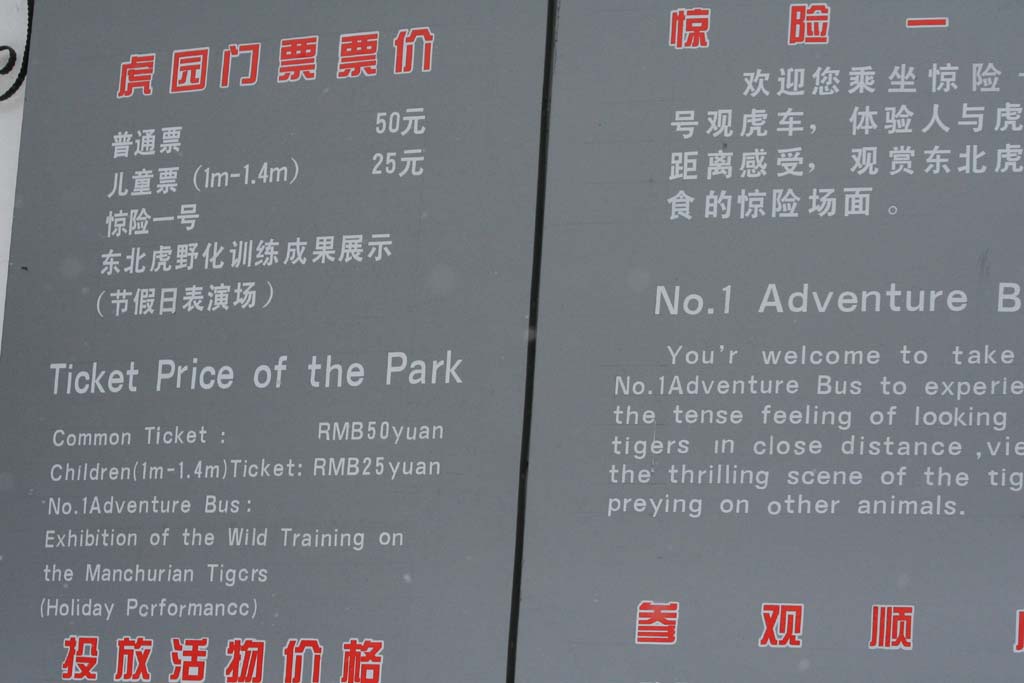 虎园门票票价
普通票 50元
儿童票（1m-1.4m） 25元
惊险一号
东北虎野化训练成果展示
（节假日表演场）
Ticket Price of the Park
Common Ticket : RMB50yuan
Children(1m-1.4m)Ticket: RMB25yuan
No.1Adventure Bus:
Exhibition of the Wild Training on
the Manchurian Tigcrs
(Holiday Pcrformancc)
投放活物价格
惊险一
欢迎您乘坐惊险
号观虎车， 体验人与虎
距离感受， 观赏东北虎
食的惊险场面。
No.1 Adventure B
You'r welcome to take
No.1Adventure Bus to experie
the tense feeling of looking
tigers in close distance ,vie
the thrilling scene of the tig
preying on other animals.
参观顺